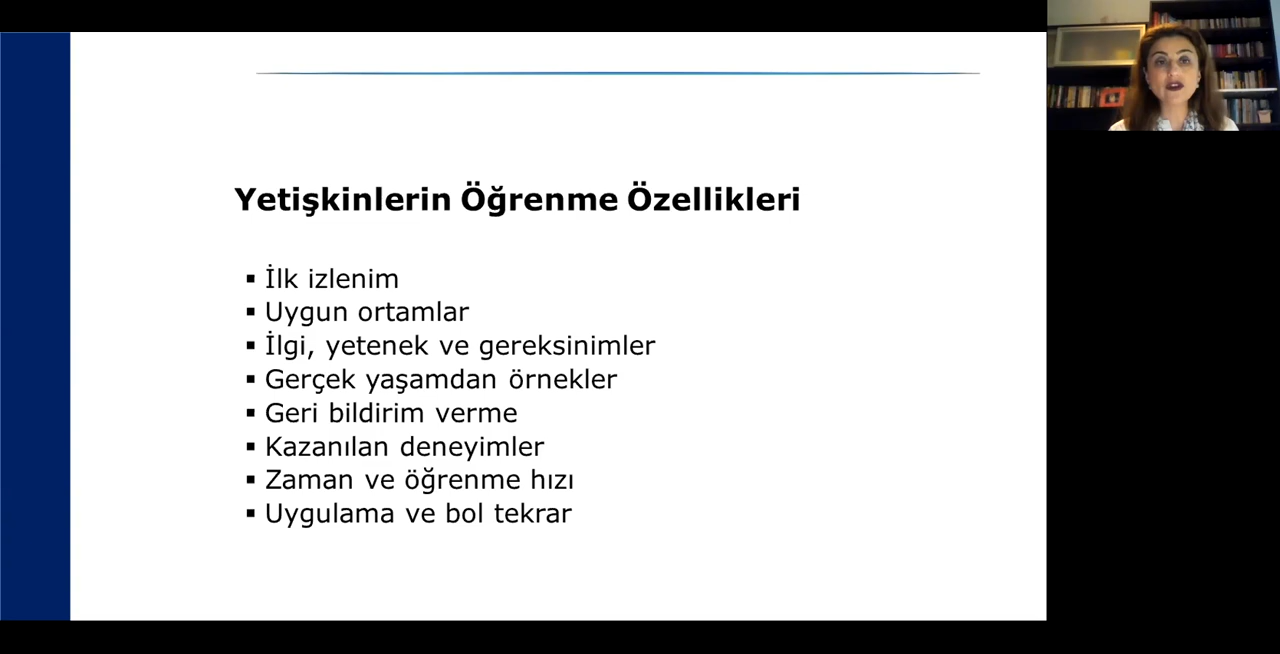 Yetişkinlerin Öğrenme Özellikleri
▪ İlk izlenim
▪ Uygun ortamlar
▪ İlgi, yetenek ve gereksinimler
▪ Gerçek yaşamdan örnekler
▪ Geri bildirim verme
▪ Kazanılan deneyimler
▪ Zaman ve öğrenme hızı
▪ Uygulama ve bol tekrar